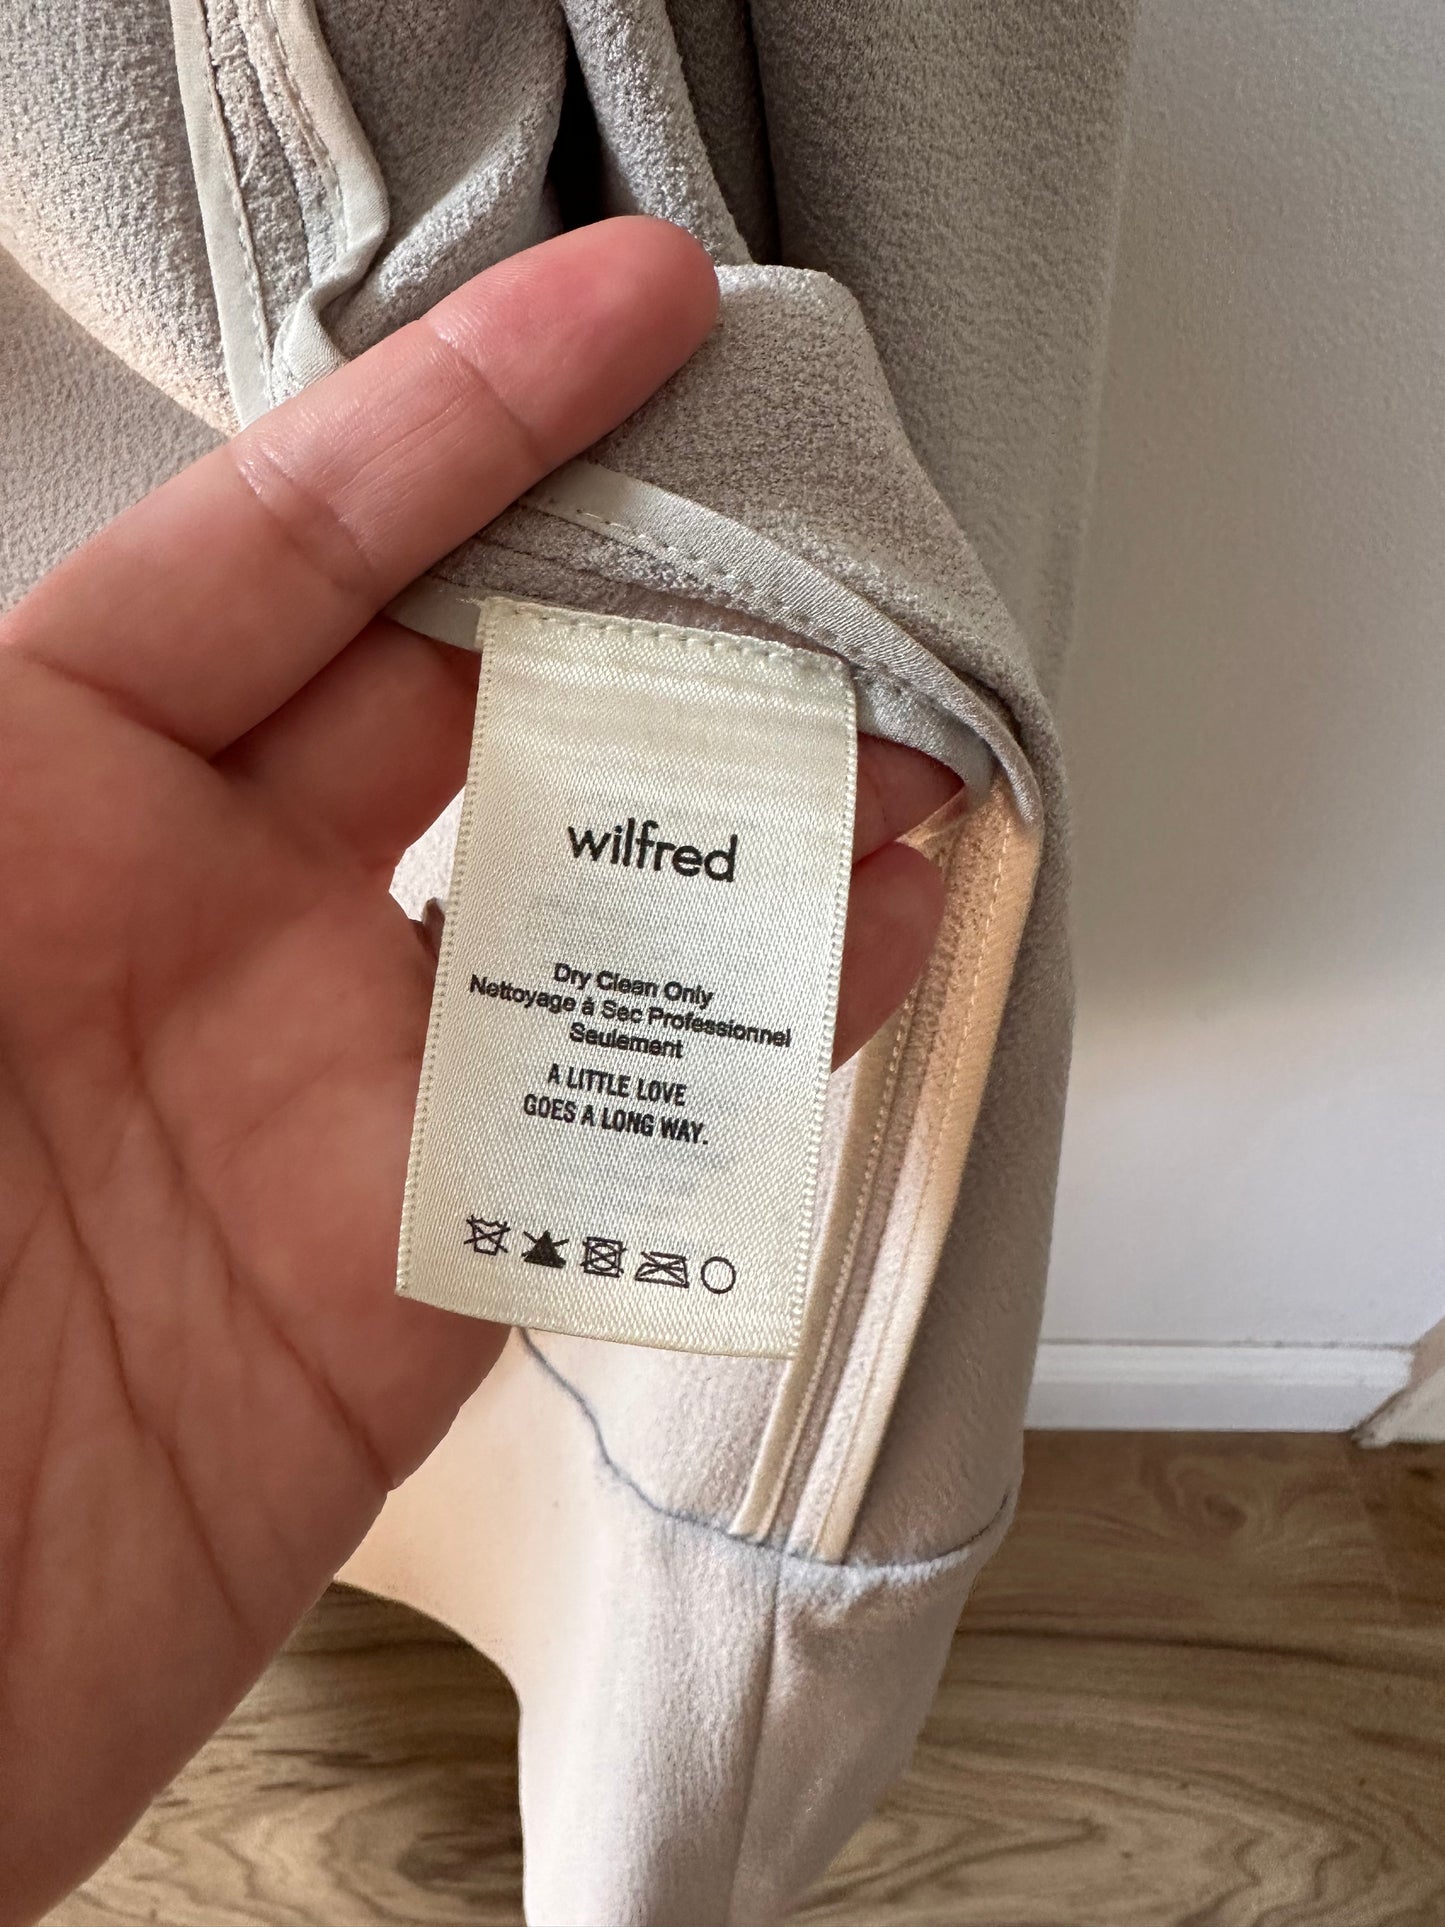 wilfred
Dry Clean Only
Nettoyage à Sec Professionnel
Seulement
A LITTLE LOVE
GOES A LONG WAY.